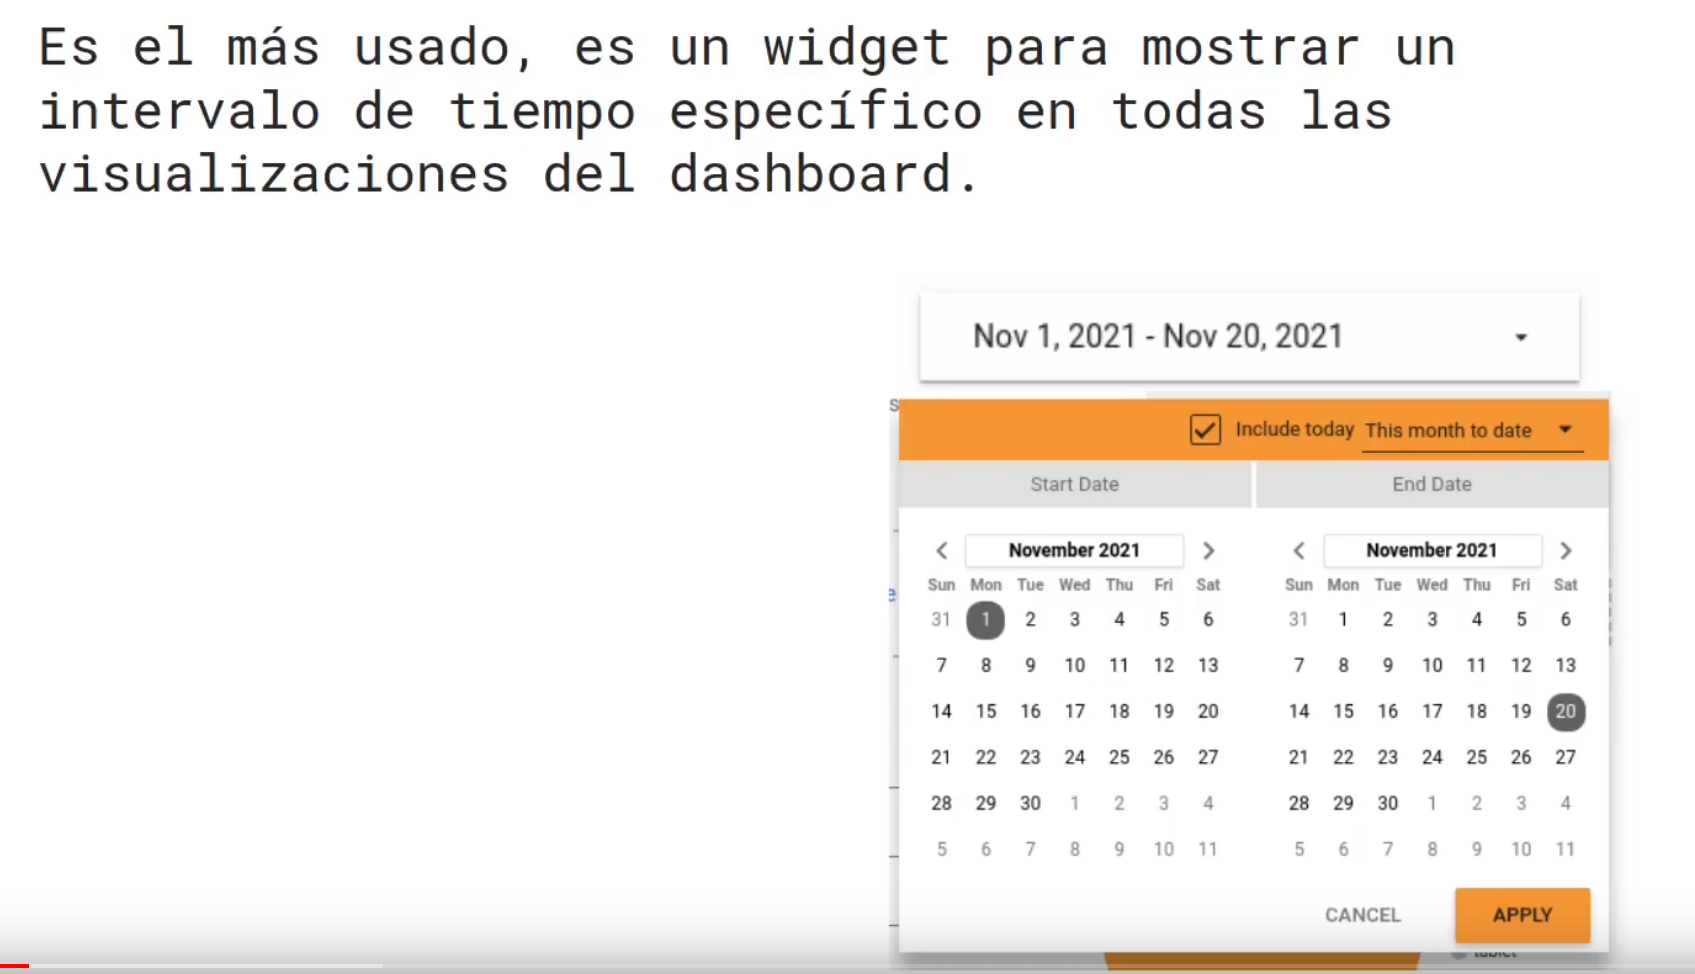 Es el más usado, es un widget para mostrar un
intervalo de tiempo específico en todas las
visualizaciones del dashboard.
Nov 1, 2021 - Nov 20, 2021
Include today This month to date
Start Date End Date
November 2021 November 2021
Sun Mon Tue Wed Thu Fri Sat Sun Mon Tue Wed Thu Fri Sat
31 1 2 3 4 5 6 31 1 2 3 4 5 6
7 8 9 10 11 12 13 7 8 9 10 11 12 13
14 15 16 17 18 19 20 14 15 16 17 18 19 20
21 22 23 24 25 26 27 21 22 23 24 25 26 27
28 29 30 1 2 3 4 28 29 30 1 2 3 4
5 6 7 8 9 10 11 5 6 7 8 9 10 11
CANCEL APPLY